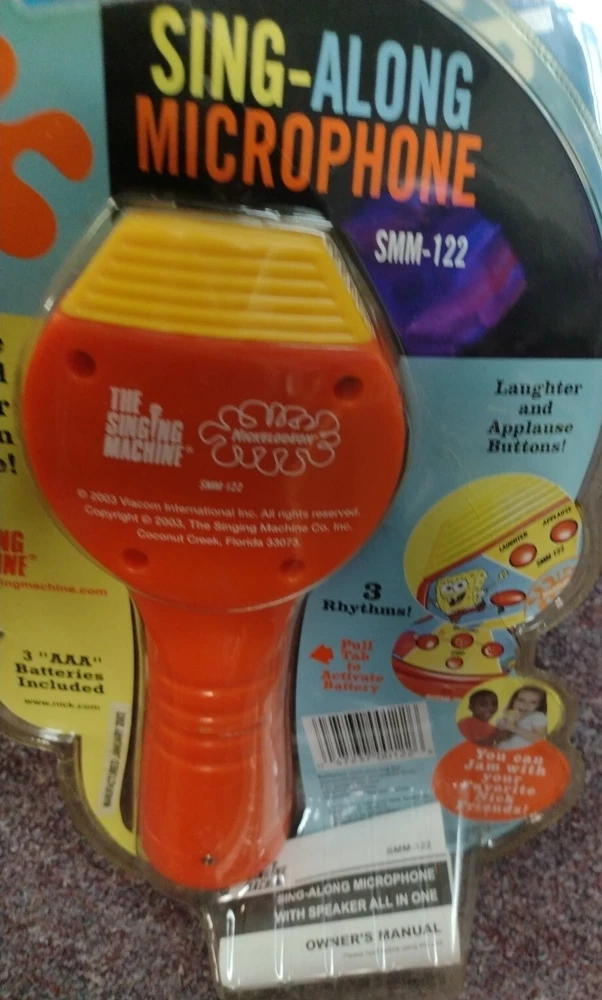 SING-ALONG
MICROPHONE
SMM-122
THE
SINGING
MACHINE®
NICKELODEON
SMM-122
© 2003 Viacom International Inc. All rights reserved.
Copyright © 2003, The Singing Machine Co. Inc.
Coconut Creek, Florida 33073
Laughter
and
Applause
Buttons!
LAUGHTER
APPLAUSE
SMM-122
3
Rhythms!
Pull
Tab
to
Activate
Battery
3 "AAA"
Batteries
Included
www.nick.com
You can
Jam with
your
Favorite
Nick
Friends!
SMM-122
SING-ALONG MICROPHONE
WITH SPEAKER ALL IN ONE
OWNER'S MANUAL